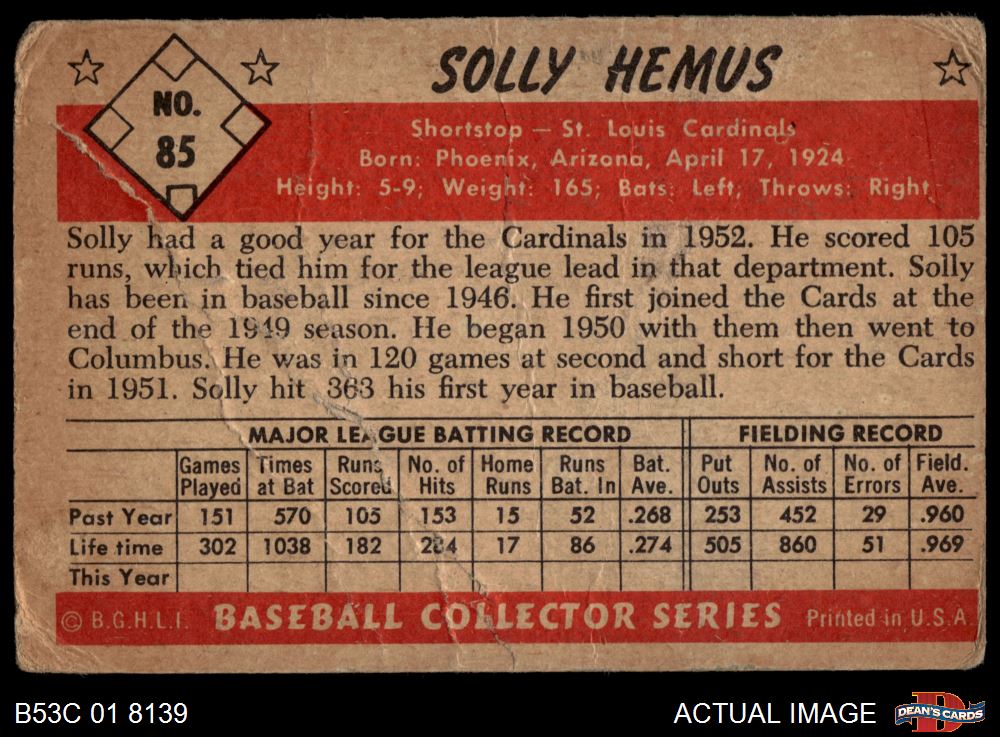 SOLLY HEMUS
NO.
85
Shortstop — St. Louis Cardinals
Born: Phoenix, Arizona, April 17, 1924
Height: 5-9; Weight: 165; Bats: Left; Throws: Right
Solly had a good year for the Cardinals in 1952. He scored 105
runs, which tied him for the league lead in that department. Solly
has been in baseball since 1946. He first joined the Cards at the
end of the 1949 season. He began 1950 with them then went to
Columbus. He was in 120 games at second and short for the Cards
in 1951. Solly hit 363 his first year in baseball.
MAJOR LEAGUE BATTING RECORD FIELDING RECORD
Games Times Runs No. of Home Runs Bat. Put No. of No. of Field.
Played at Bat Scored Hits Runs Bat. In Ave. Outs Assists Errors Ave.
Past Year 151 570 105 153 15 52 .268 253 452 29 .960
Life time 302 1038 182 284 17 86 .274 505 860 51 .969
This Year
© B.G.H.L.I. BASEBALL COLLECTOR SERIES Printed in U.S.A.
B53C 01 8139
ACTUAL IMAGE
DEAN'S CARDS